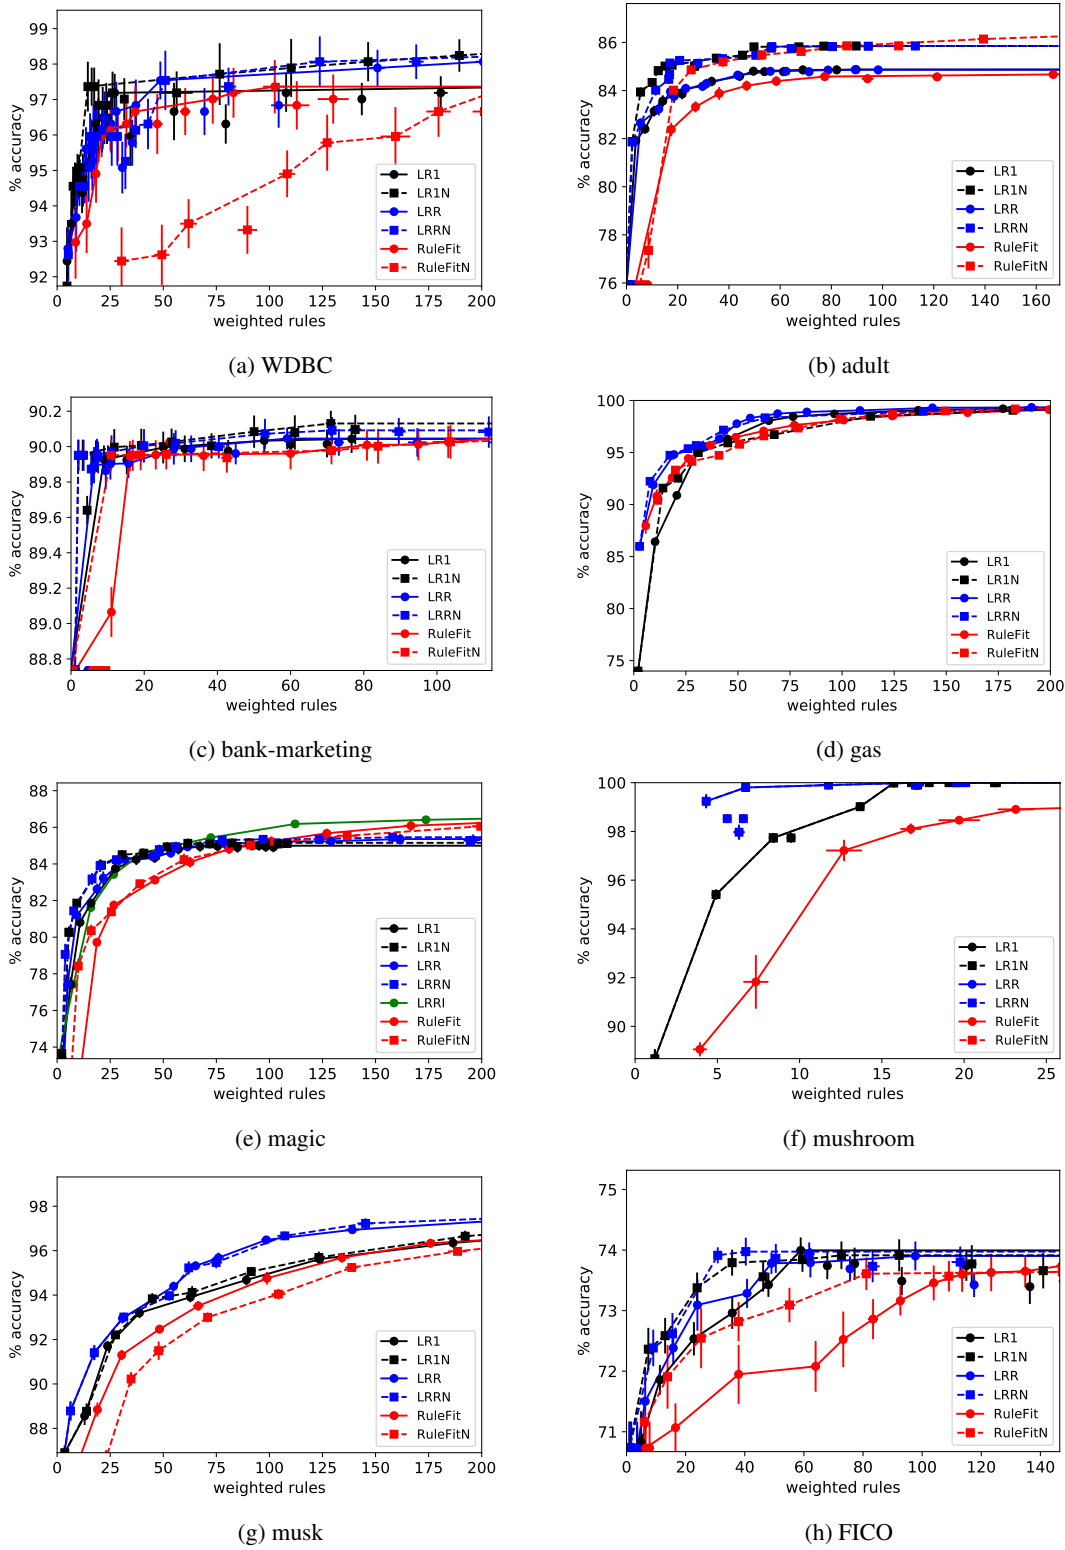 99
98
97
96
95
94
93
92
% accuracy
LR1
LR1N
LRR
LRRN
RuleFit
RuleFitN
0 25 50 75 100 125 150 175 200
weighted rules
(a) WDBC
86
84
82
80
78
76
% accuracy
LR1
LR1N
LRR
LRRN
RuleFit
RuleFitN
0 20 40 60 80 100 120 140 160
weighted rules
(b) adult
90.2
90.0
89.8
89.6
89.4
89.2
89.0
88.8
% accuracy
LR1
LR1N
LRR
LRRN
RuleFit
RuleFitN
0 20 40 60 80 100
weighted rules
(c) bank-marketing
100
95
90
85
80
75
% accuracy
LR1
LR1N
LRR
LRRN
RuleFit
RuleFitN
0 25 50 75 100 125 150 175 200
weighted rules
(d) gas
88
86
84
82
80
78
76
74
% accuracy
LR1
LR1N
LRR
LRRN
LRRI
RuleFit
RuleFitN
0 25 50 75 100 125 150 175 200
weighted rules
(e) magic
100
98
96
94
92
90
% accuracy
LR1
LR1N
LRR
LRRN
RuleFit
RuleFitN
5 10 15 20 25
weighted rules
(f) mushroom
98
96
94
92
90
88
% accuracy
LR1
LR1N
LRR
LRRN
RuleFit
RuleFitN
0 25 50 75 100 125 150 175 200
weighted rules
(g) musk
75
74
73
72
71
% accuracy
LR1
LR1N
LRR
LRRN
RuleFit
RuleFitN
0 20 40 60 80 100 120 140
weighted rules
(h) FICO